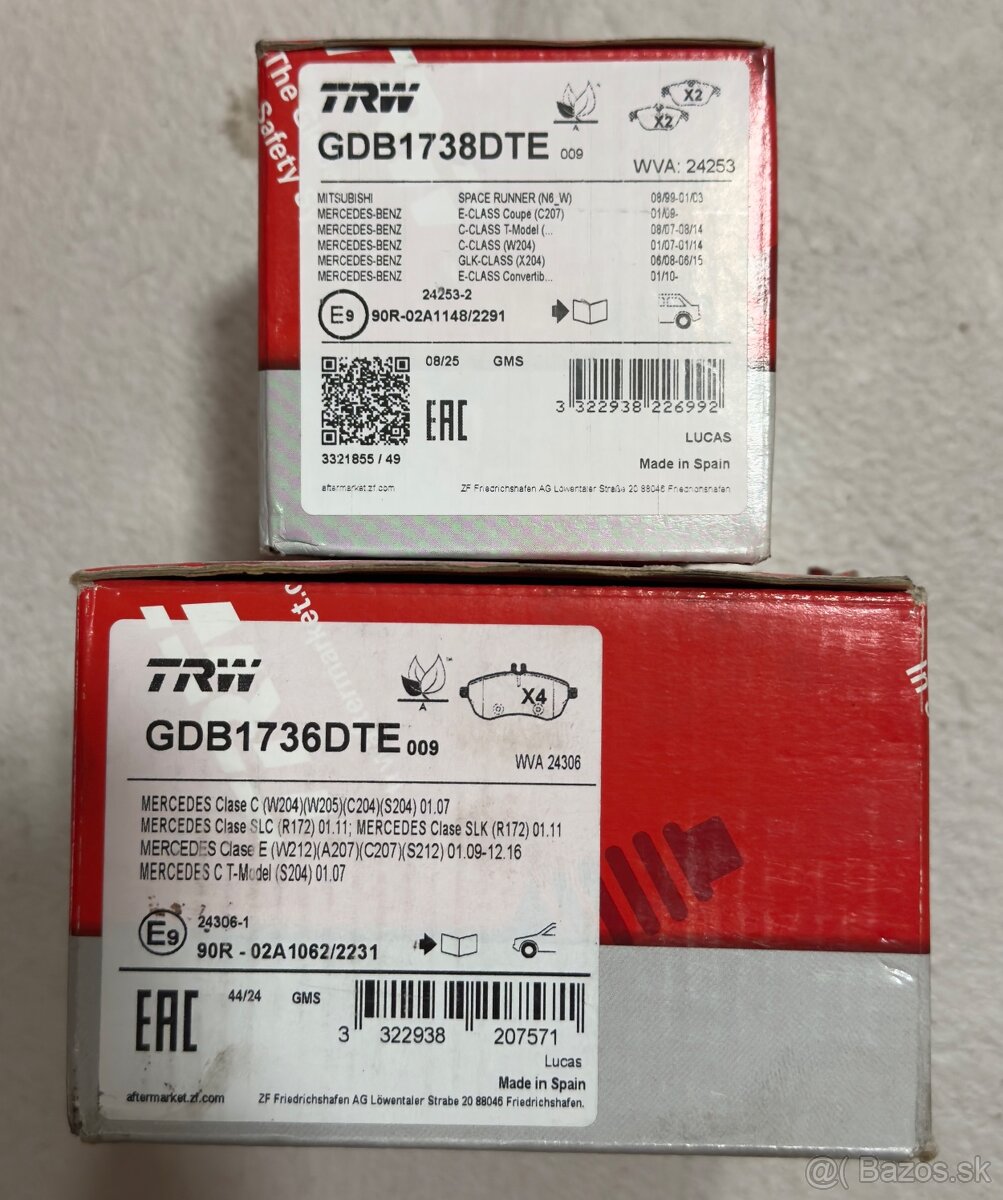 The
Safety
TRW
X2
X2
GDB1738DTE 009
WVA: 24253
MITSUBISHI SPACE RUNNER (N6_W) 08/99-01/03
MERCEDES-BENZ E-CLASS Coupe (C207) 01/09-
MERCEDES-BENZ C-CLASS T-Model (... 08/07-08/14
MERCEDES-BENZ C-CLASS (W204) 01/07-01/14
MERCEDES-BENZ GLK-CLASS (X204) 06/08-06/15
MERCEDES-BENZ E-CLASS Convertib... 01/10-
24253-2
E9 90R-02A1148/2291
08/25 GMS
EAC
3 322938 226992
3321855 / 49
LUCAS
Made in Spain
aftermarket.zf.com ZF Friedrichshafen AG Löwentaler Straße 20 88046 Friedrichshafen.
TRW
A
X4
GDB1736DTE 009
WVA 24306
MERCEDES Clase C (W204)(W205)(C204)(S204) 01.07
MERCEDES Clase SLC (R172) 01.11; MERCEDES Clase SLK (R172) 01.11
MERCEDES Clase E (W212)(A207)(C207)(S212) 01.09-12.16
MERCEDES C T-Model (S204) 01.07
24306-1
E9 90R - 02A1062/2231
EAC
44/24 GMS
3 322938 207571
Lucas
Made in Spain
aftermarket.zf.com ZF Friedrichshafen AG Löwentaler Strabe 20 88046 Friedrichshafen.
@( Bazos.sk